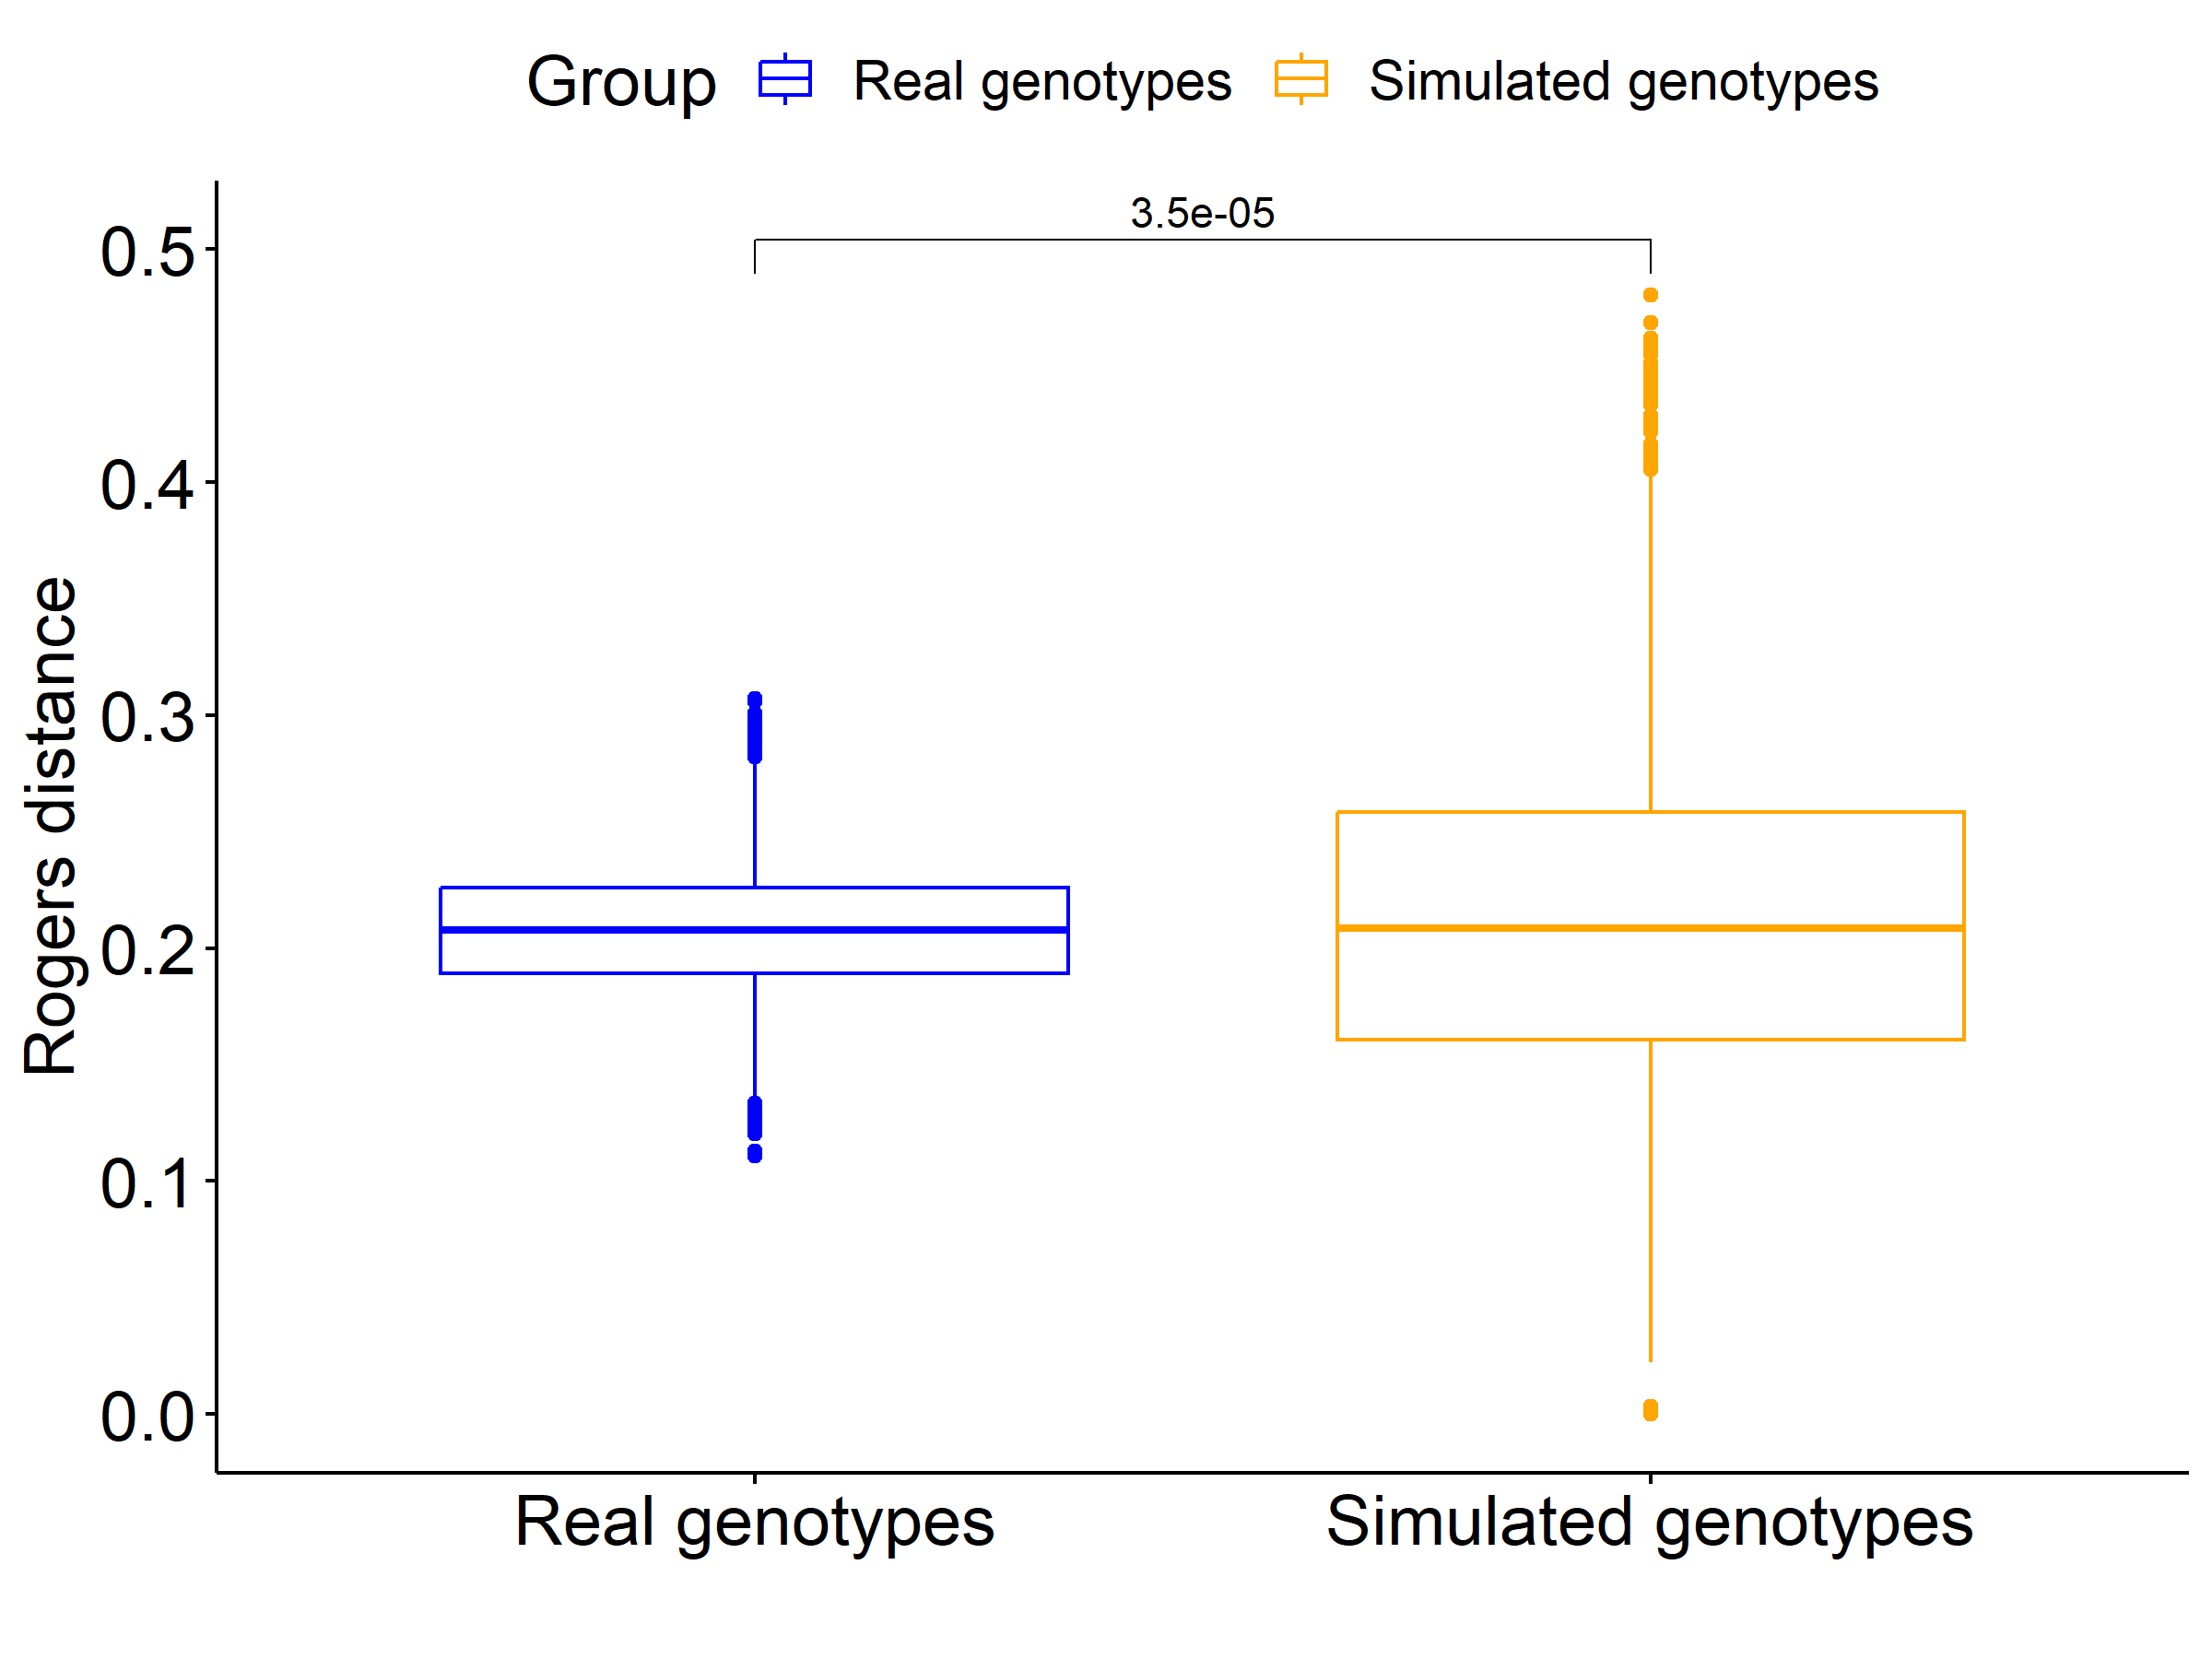 Group Real genotypes Simulated genotypes
3.5e-05
0.5
0.4
0.3
0.2
0.1
0.0
Rogers distance
Real genotypes Simulated genotypes